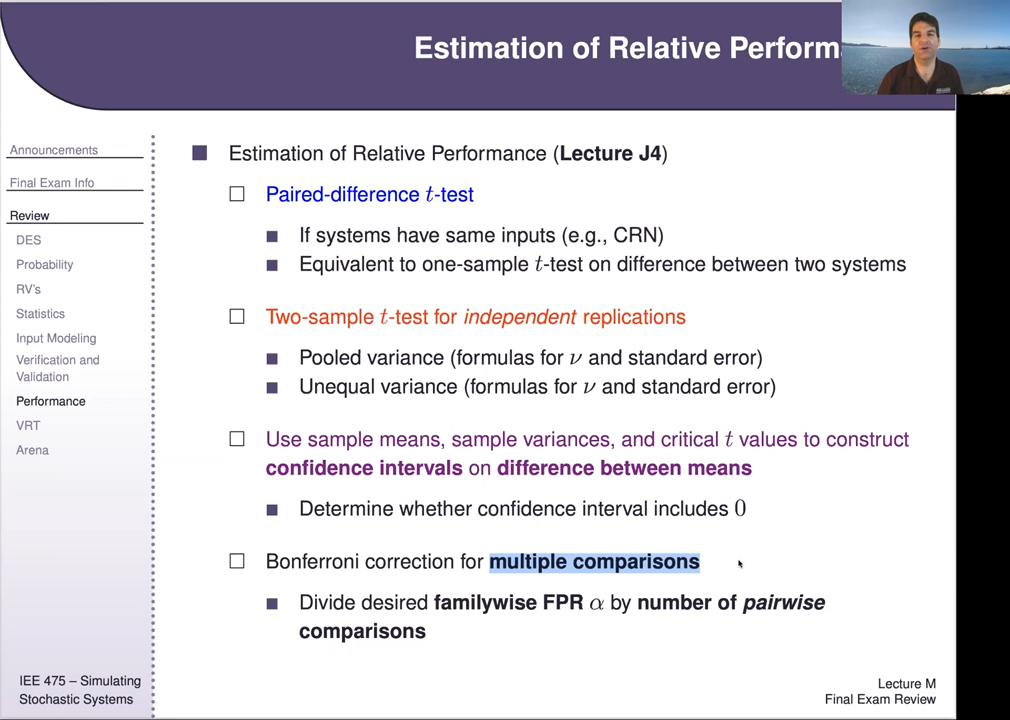 Estimation of Relative Perform
Announcements
Final Exam Info
Review
DES
Probability
RV's
Statistics
Input Modeling
Verification and
Validation
Performance
VRT
Arena
IEE 475 – Simulating
Stochastic Systems
Estimation of Relative Performance (Lecture J4)
Paired-difference t-test
If systems have same inputs (e.g., CRN)
Equivalent to one-sample t-test on difference between two systems
Two-sample t-test for independent replications
Pooled variance (formulas for ν and standard error)
Unequal variance (formulas for ν and standard error)
Use sample means, sample variances, and critical t values to construct
confidence intervals on difference between means
Determine whether confidence interval includes 0
Bonferroni correction for multiple comparisons
Divide desired familywise FPR α by number of pairwise
comparisons
Lecture M
Final Exam Review